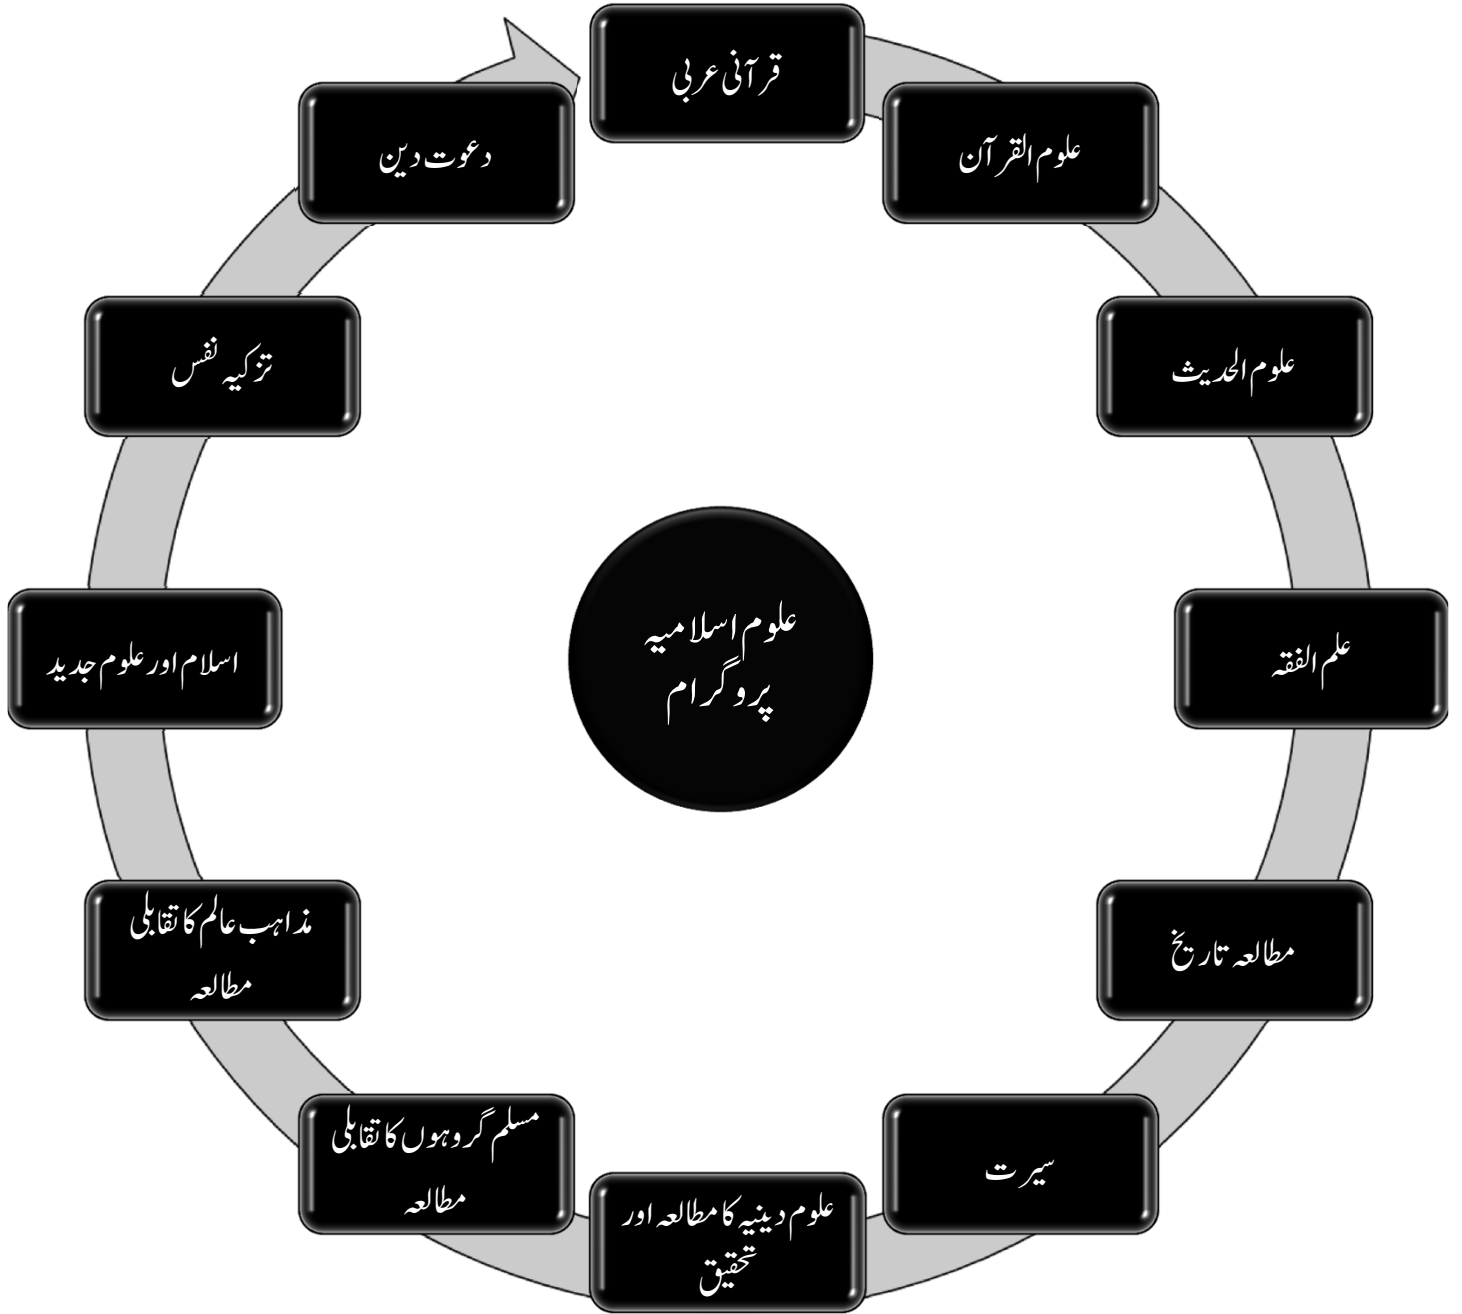 قرآنی عربی
علوم القرآن
علوم الحدیث
علم الفقہ
مطالعہ تاریخ
سیرت
علوم دینیہ کا مطالعہ اور
تحقیق
مسلم گروہوں کا تقابلی
مطالعہ
مذاہب عالم کا تقابلی
مطالعہ
اسلام اور علوم جدید
تزکیہ نفس
دعوت دین
علوم اسلامیہ
پروگرام